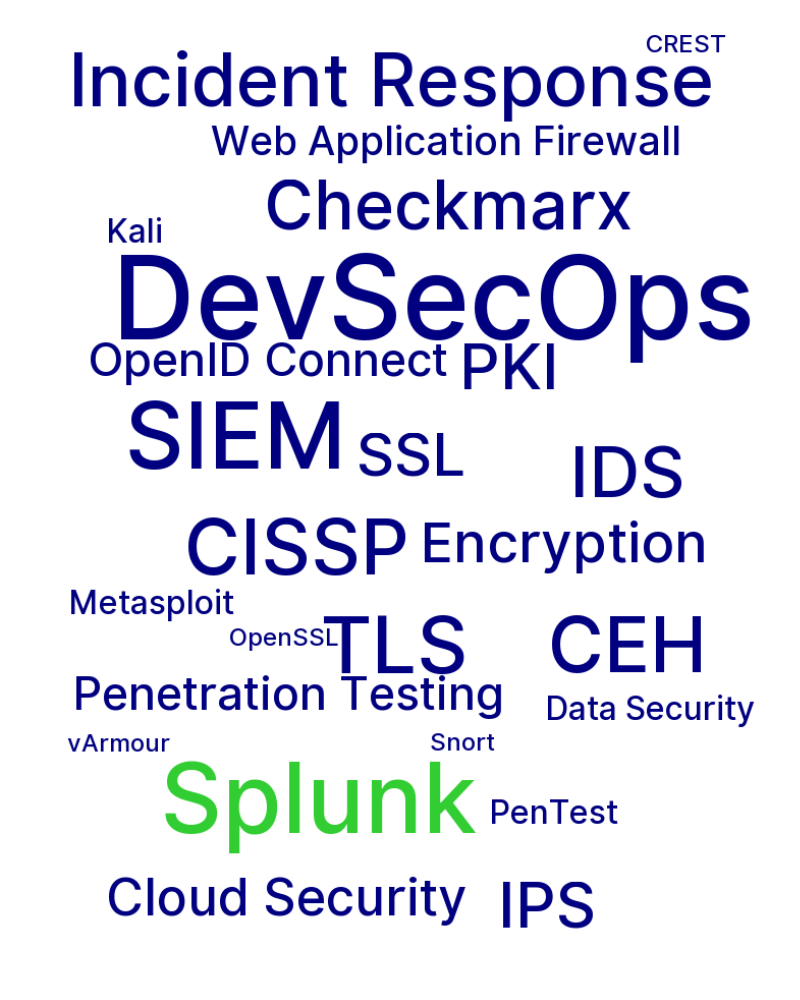 CREST
Incident Response
Web Application Firewall
Checkmarx
Kali
DevSecOps
OpenID Connect PKI
SIEM SSL IDS
CISSP Encryption
Metasploit
OpenSSL TLS CEH
Penetration Testing Data Security
vArmour Snort
Splunk PenTest
Cloud Security IPS